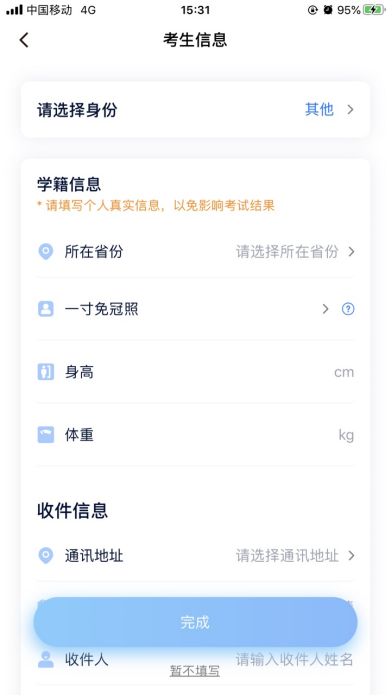 中国移动 4G
15:31
95%
考生信息
请选择身份
其他
学籍信息
* 请填写个人真实信息，以免影响考试结果
所在省份
请选择所在省份
一寸免冠照
?
身高
cm
体重
kg
收件信息
通讯地址
请选择通讯地址
完成
收件人
请输入收件人姓名
暂不填写